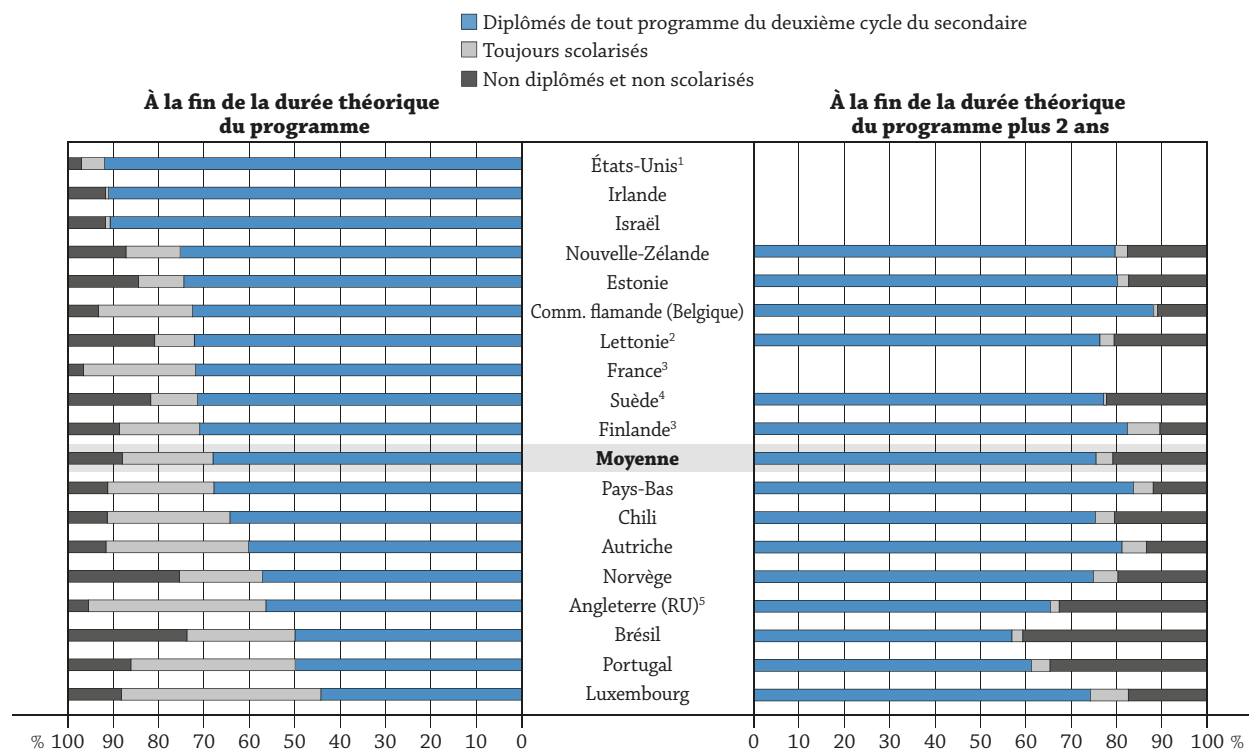 Diplômés de tout programme du deuxième cycle du secondaire
Toujours scolarisés
Non diplômés et non scolarisés
À la fin de la durée théorique
du programme
À la fin de la durée théorique
du programme plus 2 ans
États-Unis¹
Irlande
Israël
Nouvelle-Zélande
Estonie
Comm. flamande (Belgique)
Lettonie²
France³
Suède⁴
Finlande³
Moyenne
Pays-Bas
Chili
Autriche
Norvège
Angleterre (RU)⁵
Brésil
Portugal
Luxembourg
% 100 90 80 70 60 50 40 30 20 10 0
0 10 20 30 40 50 60 70 80 90 100 %